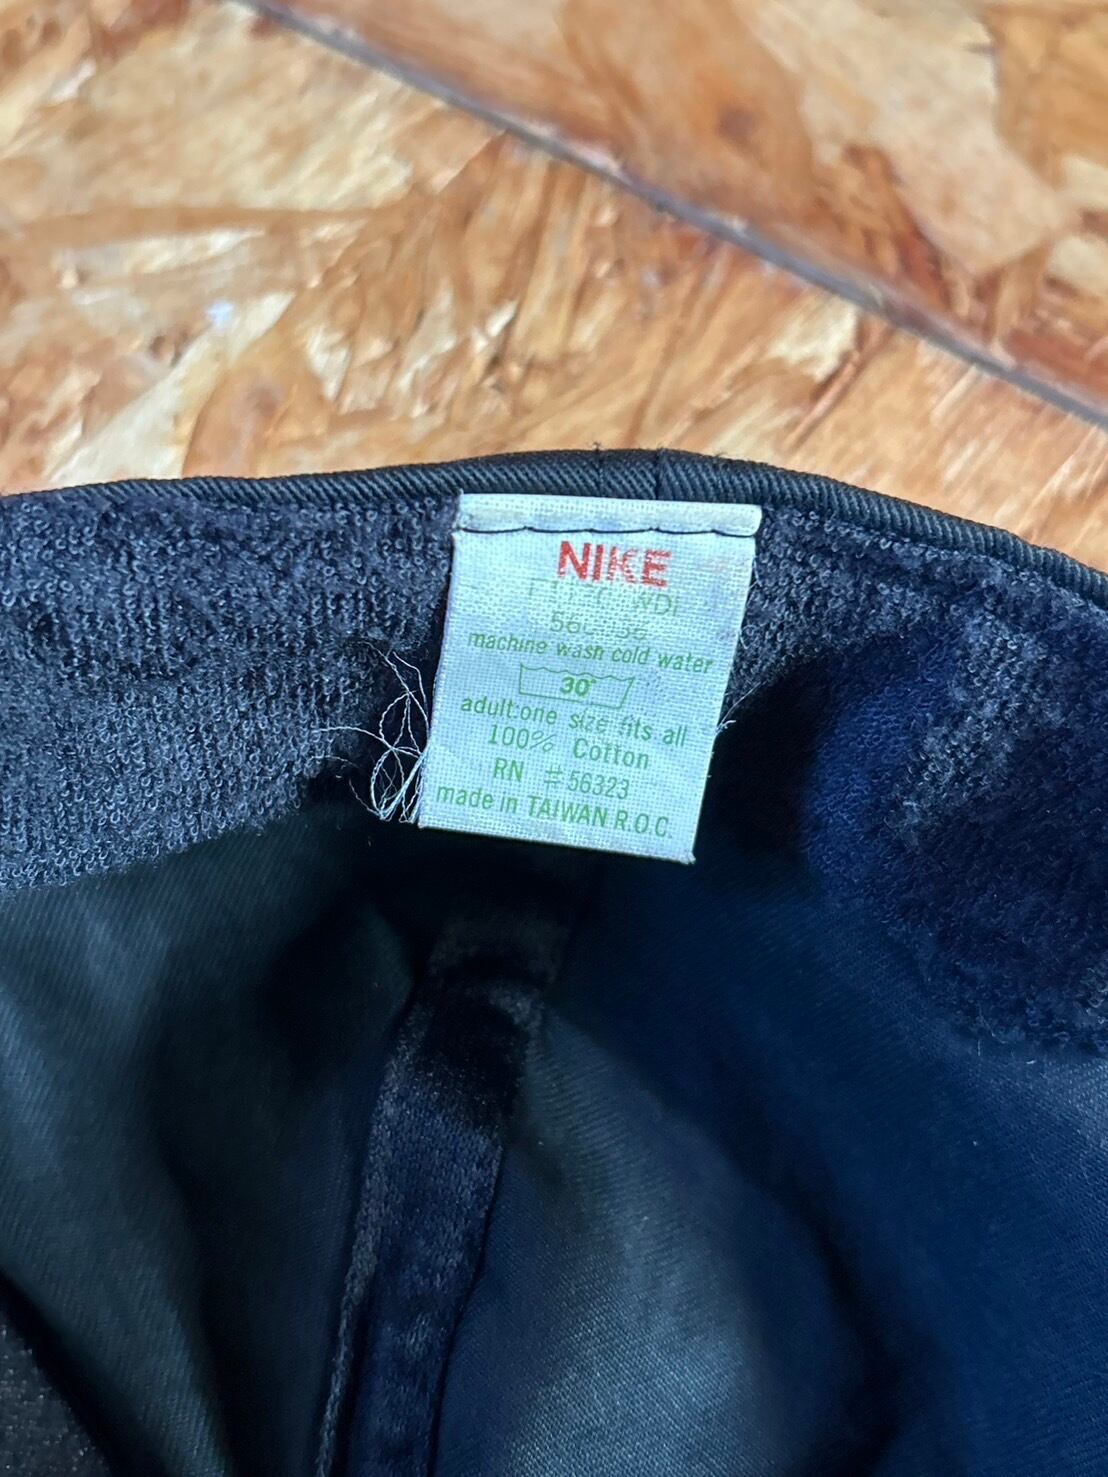 NIKE
machine wash cold water
30°
adult:one size fits all
100% Cotton
RN #56323
made in TAIWAN R.O.C.